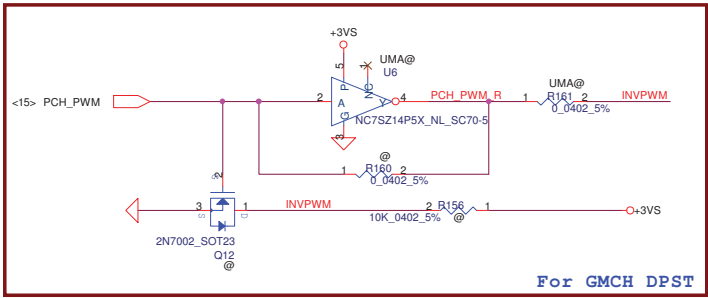 +3VS
UMA@
U6
5
1
P
NC
<15> PCH_PWM
2
A
Y
4
PCH_PWM_R
G
3
NC7SZ14P5X_NL_SC70-5
UMA@
1
R161
2
INVPWM
0_0402_5%
@
1
R160
2
0_0402_5%
2
G
3
S
1
D
INVPWM
2
R156
1
+3VS
10K_0402_5%
@
2N7002_SOT23
Q12
@
For GMCH DPST